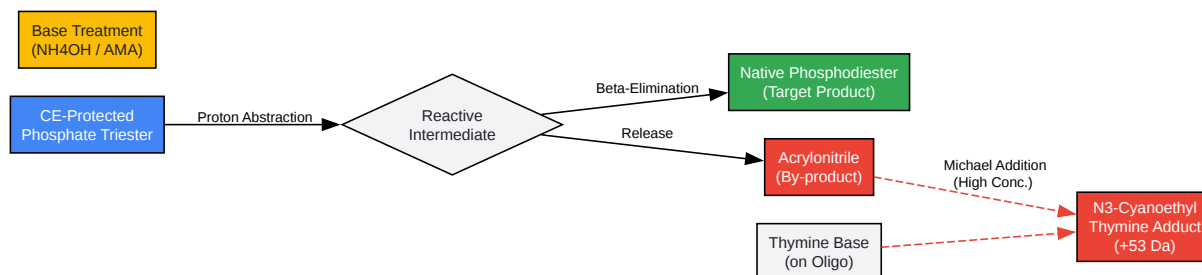 Base Treatment
(NH4OH / AMA)
CE-Protected
Phosphate Triester
Proton Abstraction
Reactive
Intermediate
Beta-Elimination
Native Phosphodiester
(Target Product)
Release
Acrylonitrile
(By-product)
Michael Addition
(High Conc.)
N3-Cyanoethyl
Thymine Adduct
(+53 Da)
Thymine Base
(on Oligo)